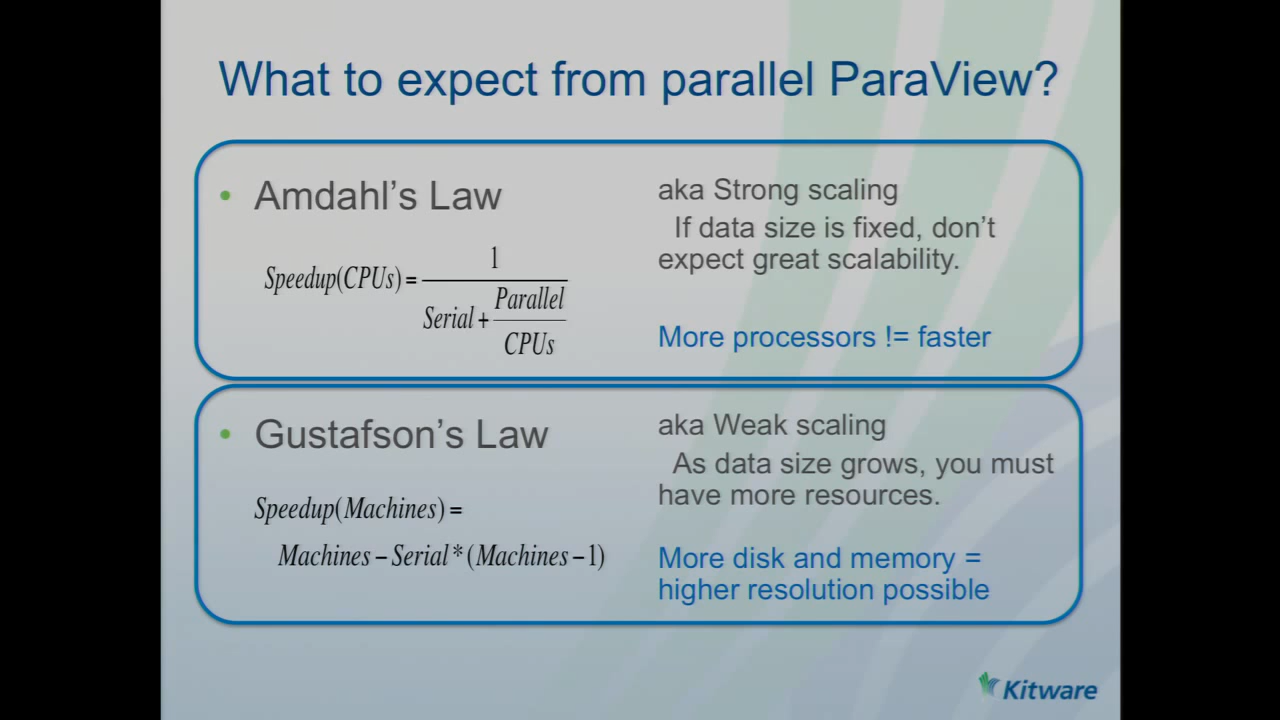 What to expect from parallel ParaView?
• Amdahl's Law
Speedup(CPUs) = 1 / (Serial + Parallel / CPUs)
aka Strong scaling
If data size is fixed, don't
expect great scalability.
More processors != faster
• Gustafson's Law
Speedup(Machines) =
Machines – Serial * (Machines – 1)
aka Weak scaling
As data size grows, you must
have more resources.
More disk and memory =
higher resolution possible
Kitware